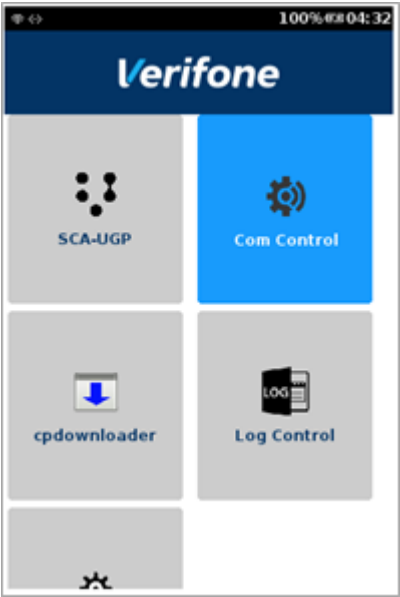 100% 04:32
Verifone
SCA-UGP
Com Control
cpdownloader
LOG
Log Control